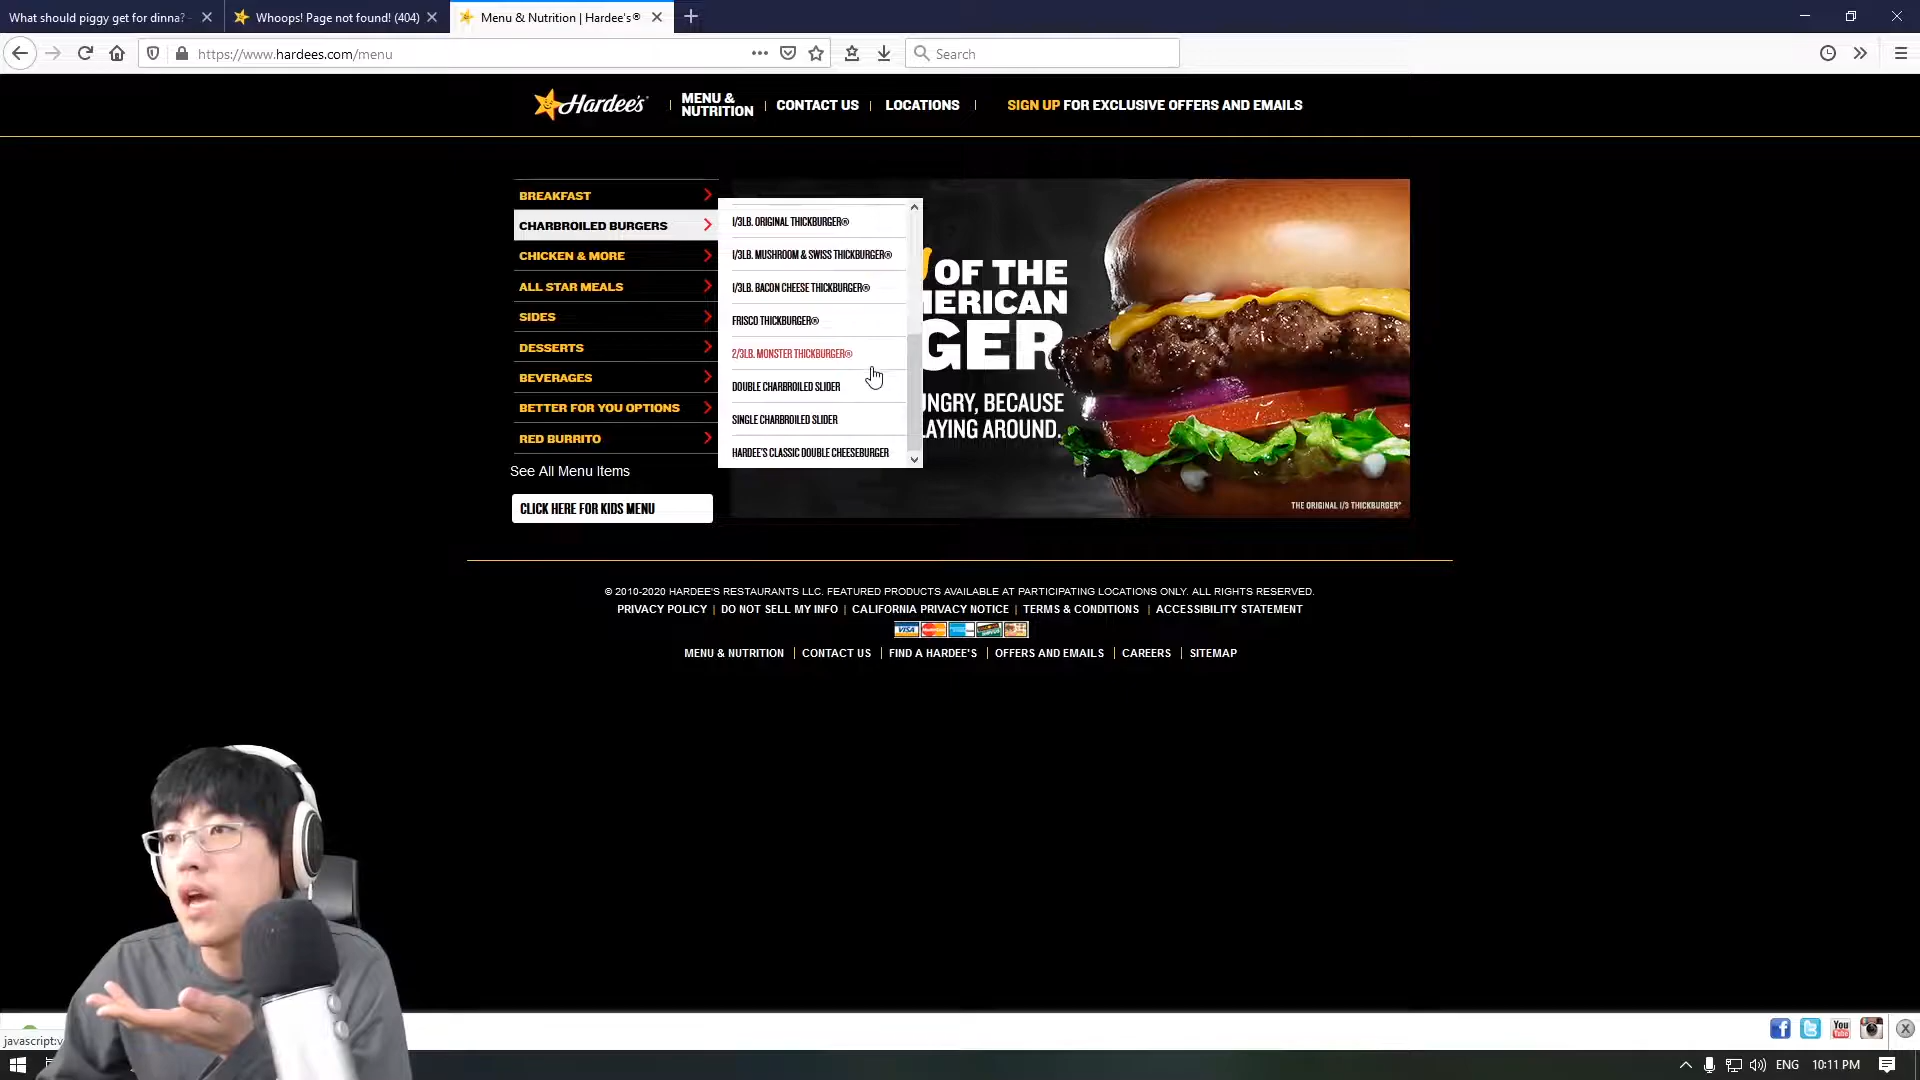 What should piggy get for dinna?
Whoops! Page not found! (404)
Menu & Nutrition | Hardee's®
https://www.hardees.com/menu
Search
Hardee's
MENU &
NUTRITION
CONTACT US
LOCATIONS
SIGN UP FOR EXCLUSIVE OFFERS AND EMAILS
BREAKFAST
CHARBROILED BURGERS
CHICKEN & MORE
ALL STAR MEALS
SIDES
DESSERTS
BEVERAGES
BETTER FOR YOU OPTIONS
RED BURRITO
See All Menu Items
CLICK HERE FOR KIDS MENU
1/3LB. ORIGINAL THICKBURGER®
1/3LB. MUSHROOM & SWISS THICKBURGER®
1/3LB. BACON CHEESE THICKBURGER®
FRISCO THICKBURGER®
2/3LB. MONSTER THICKBURGER®
DOUBLE CHARBROILED SLIDER
SINGLE CHARBROILED SLIDER
HARDEE'S CLASSIC DOUBLE CHEESEBURGER
OF THE
MERICAN
GER
UNGRY, BECAUSE
LAYING AROUND.
THE ORIGINAL 1/3 THICKBURGER®
© 2010-2020 HARDEE'S RESTAURANTS LLC. FEATURED PRODUCTS AVAILABLE AT PARTICIPATING LOCATIONS ONLY. ALL RIGHTS RESERVED.
PRIVACY POLICY | DO NOT SELL MY INFO | CALIFORNIA PRIVACY NOTICE | TERMS & CONDITIONS | ACCESSIBILITY STATEMENT
VISA
MENU & NUTRITION | CONTACT US | FIND A HARDEE'S | OFFERS AND EMAILS | CAREERS | SITEMAP
You
javascript:v
ENG
10:11 PM